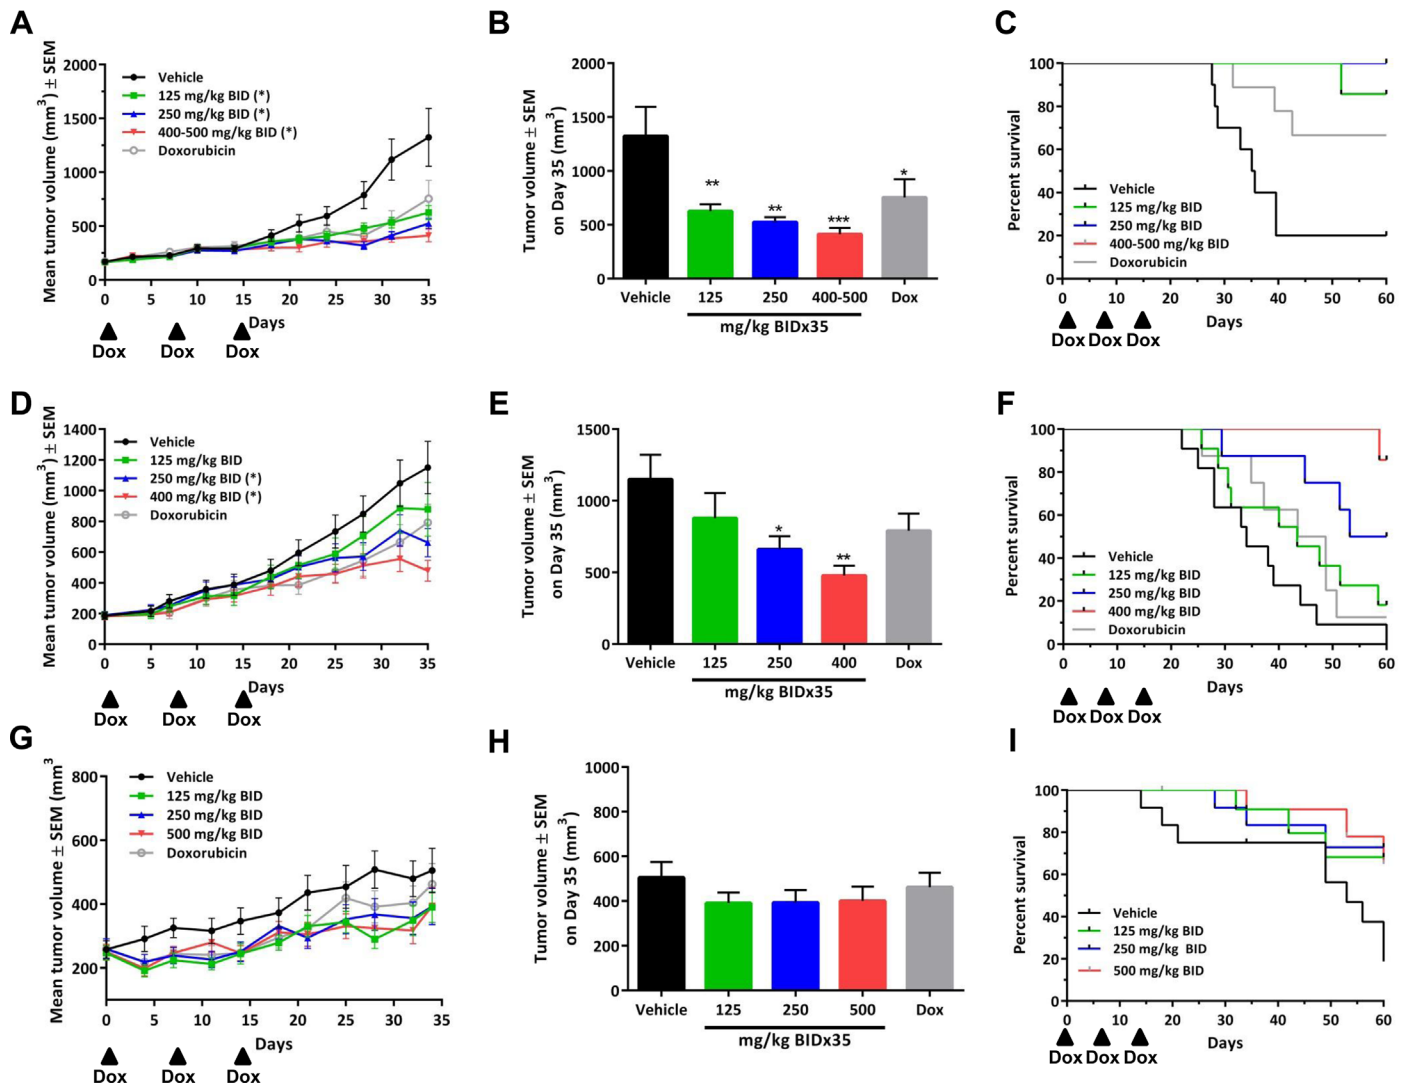 A
Mean tumor volume (mm3) ± SEM
2000
1500
1000
500
0
Vehicle
125 mg/kg BID (*)
250 mg/kg BID (*)
400-500 mg/kg BID (*)
Doxorubicin
0 5 10 15 20 25 30 35
Days
Dox Dox Dox
B
Tumor volume ± SEM
on Day 35 (mm3)
2000
1500
1000
500
0
** ** *** *
Vehicle 125 250 400-500 Dox
mg/kg BIDx35
C
Percent survival
100
80
60
40
20
0
Vehicle
125 mg/kg BID
250 mg/kg BID
400-500 mg/kg BID
Doxorubicin
0 10 20 30 40 50 60
Days
Dox Dox Dox
D
Mean tumor volume (mm3) ± SEM
1400
1200
1000
800
600
400
200
0
Vehicle
125 mg/kg BID
250 mg/kg BID (*)
400 mg/kg BID (*)
Doxorubicin
0 5 10 15 20 25 30 35
Days
Dox Dox Dox
E
Tumor volume ± SEM
on Day 35 (mm3)
1500
1000
500
0
* **
Vehicle 125 250 400 Dox
mg/kg BIDx35
F
Percent survival
100
80
60
40
20
0
Vehicle
125 mg/kg BID
250 mg/kg BID
400 mg/kg BID
Doxorubicin
0 10 20 30 40 50 60
Days
Dox Dox Dox
G
Mean tumor volume ± SEM (mm3
800
600
400
200
Vehicle
125 mg/kg BID
250 mg/kg BID
500 mg/kg BID
Doxorubicin
0 5 10 15 20 25 30 35
Days
Dox Dox Dox
H
Tumor volume ± SEM
on Day 35 (mm3)
1000
800
600
400
200
0
Vehicle 125 250 500 Dox
mg/kg BIDx35
I
Percent survival
100
80
60
40
20
0
Vehicle
125 mg/kg BID
250 mg/kg BID
500 mg/kg BID
0 10 20 30 40 50 60
Days
Dox Dox Dox